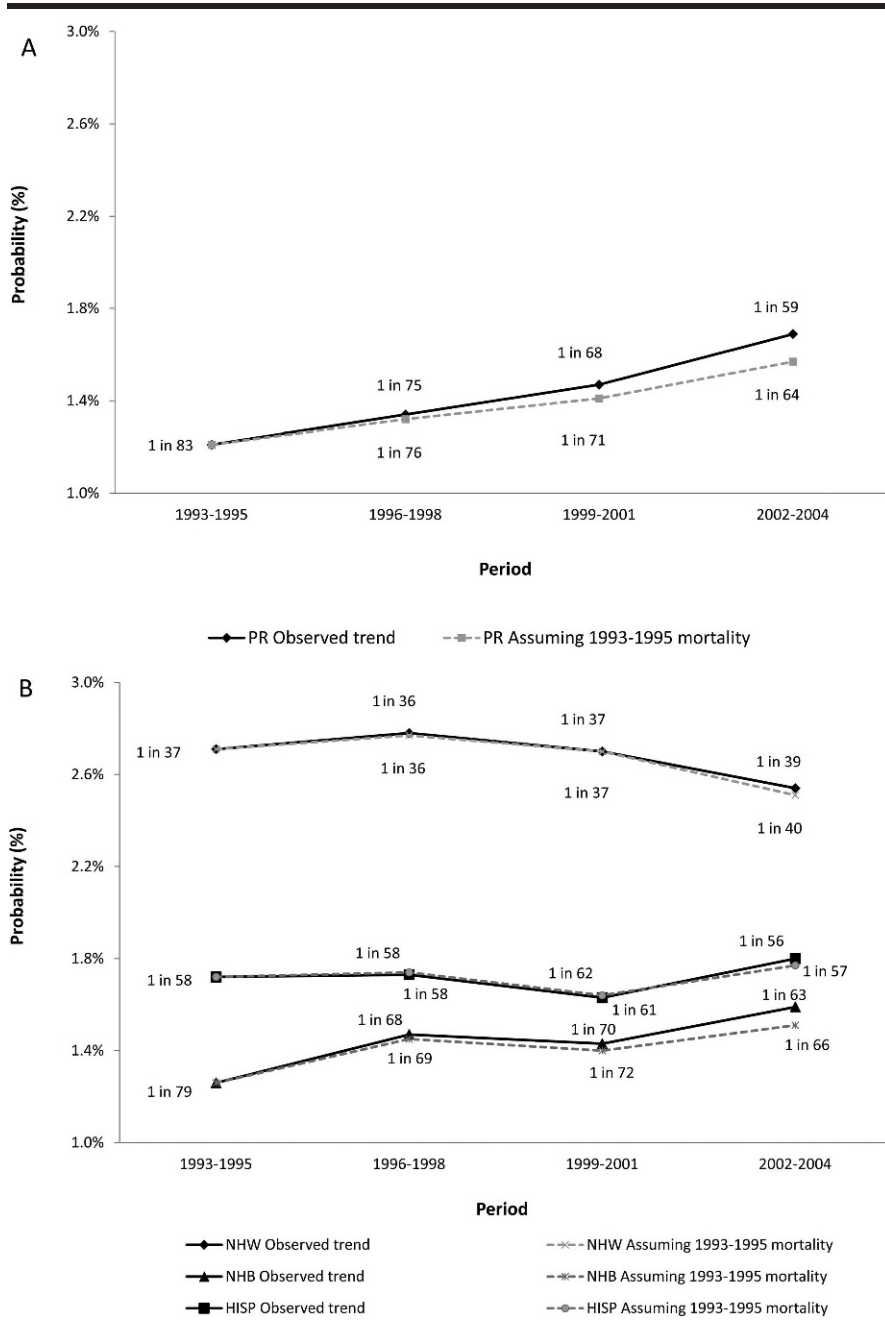 A
3.0%
2.6%
2.2%
1.8%
1.4%
1.0%
Probability (%)
1 in 83
1 in 75
1 in 76
1 in 68
1 in 71
1 in 59
1 in 64
1993-1995 1996-1998 1999-2001 2002-2004
Period
PR Observed trend PR Assuming 1993-1995 mortality
B
3.0%
2.6%
2.2%
1.8%
1.4%
1.0%
Probability (%)
1 in 37
1 in 36
1 in 36
1 in 37
1 in 37
1 in 39
1 in 40
1 in 58
1 in 58
1 in 58
1 in 62
1 in 61
1 in 56
1 in 57
1 in 79
1 in 68
1 in 69
1 in 70
1 in 72
1 in 63
1 in 66
1993-1995 1996-1998 1999-2001 2002-2004
Period
NHW Observed trend NHW Assuming 1993-1995 mortality
NHB Observed trend NHB Assuming 1993-1995 mortality
HISP Observed trend HISP Assuming 1993-1995 mortality